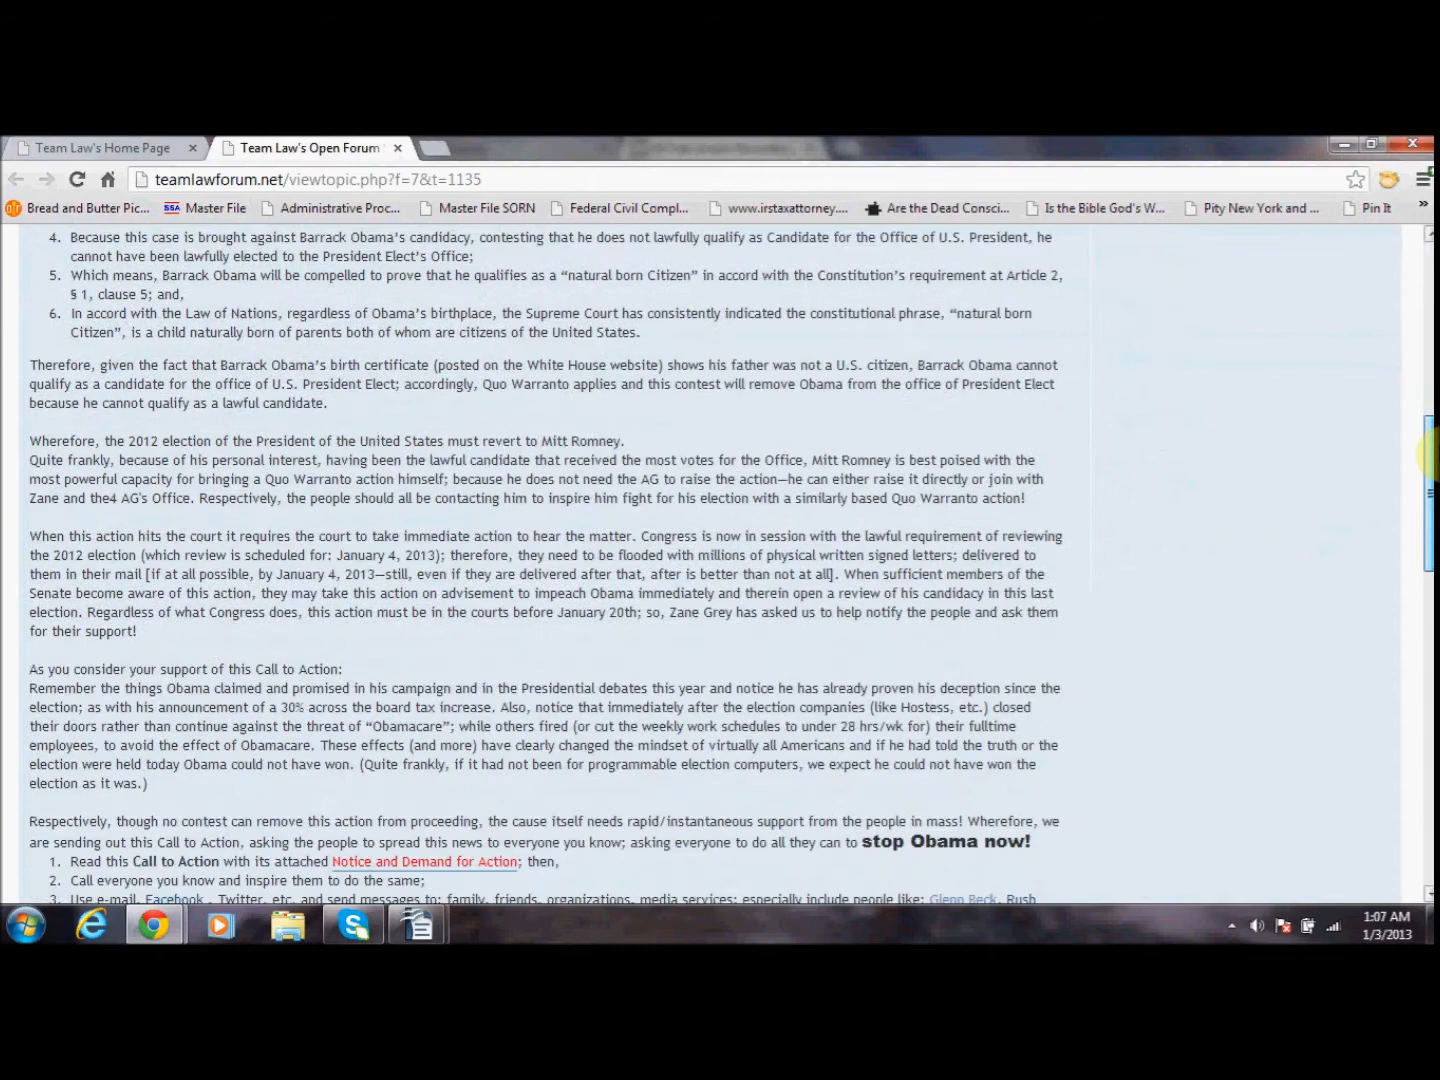 Team Law's Home Page
Team Law's Open Forum
teamlawforum.net/viewtopic.php?f=7&t=1135
Bread and Butter Pic... SSA Master File Administrative Proc... Master File SORN Federal Civil Compl... www.irstaxattorney.... Are the Dead Consci... Is the Bible God's W... Pity New York and ... Pin It »
4. Because this case is brought against Barrack Obama's candidacy, contesting that he does not lawfully qualify as Candidate for the Office of U.S. President, he
cannot have been lawfully elected to the President Elect's Office;
5. Which means, Barrack Obama will be compelled to prove that he qualifies as a “natural born Citizen” in accord with the Constitution's requirement at Article 2,
§ 1, clause 5; and,
6. In accord with the Law of Nations, regardless of Obama's birthplace, the Supreme Court has consistently indicated the constitutional phrase, “natural born
Citizen”, is a child naturally born of parents both of whom are citizens of the United States.
Therefore, given the fact that Barrack Obama's birth certificate (posted on the White House website) shows his father was not a U.S. citizen, Barrack Obama cannot
qualify as a candidate for the office of U.S. President Elect; accordingly, Quo Warranto applies and this contest will remove Obama from the office of President Elect
because he cannot qualify as a lawful candidate.
Wherefore, the 2012 election of the President of the United States must revert to Mitt Romney.
Quite frankly, because of his personal interest, having been the lawful candidate that received the most votes for the Office, Mitt Romney is best poised with the
most powerful capacity for bringing a Quo Warranto action himself; because he does not need the AG to raise the action—he can either raise it directly or join with
Zane and the4 AG's Office. Respectively, the people should all be contacting him to inspire him fight for his election with a similarly based Quo Warranto action!
When this action hits the court it requires the court to take immediate action to hear the matter. Congress is now in session with the lawful requirement of reviewing
the 2012 election (which review is scheduled for: January 4, 2013); therefore, they need to be flooded with millions of physical written signed letters; delivered to
them in their mail [if at all possible, by January 4, 2013—still, even if they are delivered after that, after is better than not at all]. When sufficient members of the
Senate become aware of this action, they may take this action on advisement to impeach Obama immediately and therein open a review of his candidacy in this last
election. Regardless of what Congress does, this action must be in the courts before January 20th; so, Zane Grey has asked us to help notify the people and ask them
for their support!
As you consider your support of this Call to Action:
Remember the things Obama claimed and promised in his campaign and in the Presidential debates this year and notice he has already proven his deception since the
election; as with his announcement of a 30% across the board tax increase. Also, notice that immediately after the election companies (like Hostess, etc.) closed
their doors rather than continue against the threat of “Obamacare”; while others fired (or cut the weekly work schedules to under 28 hrs/wk for) their fulltime
employees, to avoid the effect of Obamacare. These effects (and more) have clearly changed the mindset of virtually all Americans and if he had told the truth or the
election were held today Obama could not have won. (Quite frankly, if it had not been for programmable election computers, we expect he could not have won the
election as it was.)
Respectively, though no contest can remove this action from proceeding, the cause itself needs rapid/instantaneous support from the people in mass! Wherefore, we
are sending out this Call to Action, asking the people to spread this news to everyone you know; asking everyone to do all they can to stop Obama now!
1. Read this Call to Action with its attached Notice and Demand for Action; then,
2. Call everyone you know and inspire them to do the same;
3. Use e-mail, Facebook , Twitter, etc. and send messages to: family, friends, organizations, media services; especially include people like: Glenn Beck, Rush
1:07 AM
1/3/2013